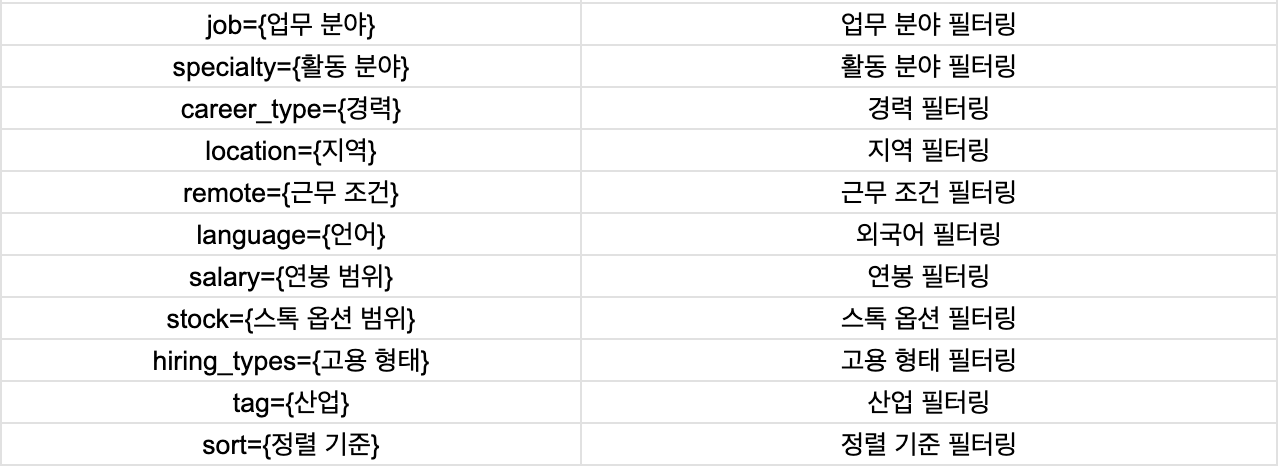 job={업무 분야} 업무 분야 필터링
specialty={활동 분야} 활동 분야 필터링
career_type={경력} 경력 필터링
location={지역} 지역 필터링
remote={근무 조건} 근무 조건 필터링
language={언어} 외국어 필터링
salary={연봉 범위} 연봉 필터링
stock={스톡 옵션 범위} 스톡 옵션 필터링
hiring_types={고용 형태} 고용 형태 필터링
tag={산업} 산업 필터링
sort={정렬 기준} 정렬 기준 필터링